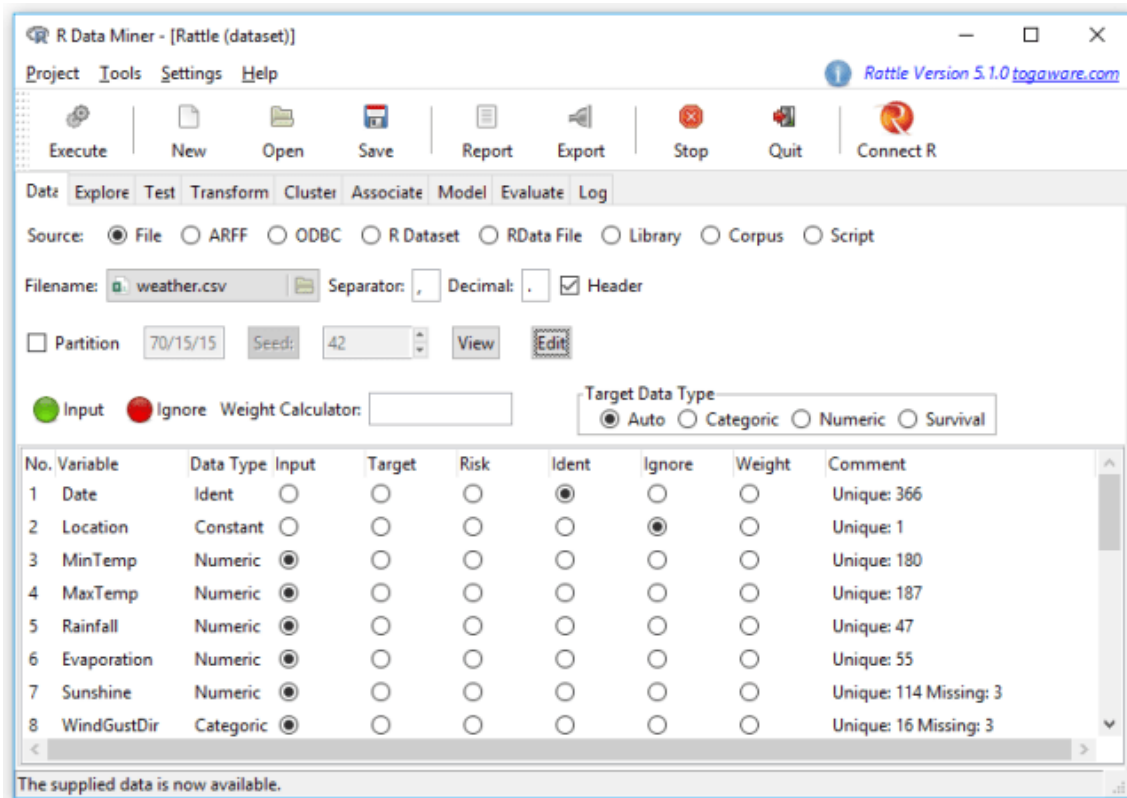 R Data Miner - [Rattle (dataset)]
Project Tools Settings Help Rattle Version 5.1.0 togaware.com
Execute New Open Save Report Export Stop Quit Connect R
Data Explore Test Transform Cluster Associate Model Evaluate Log
Source: File ARFF ODBC R Dataset RData File Library Corpus Script
Filename: weather.csv Separator: , Decimal: . Header
Partition 70/15/15 Seed: 42 View Edit
Target Data Type
Input Ignore Weight Calculator: Auto Categoric Numeric Survival
No. Variable Data Type Input Target Risk Ident Ignore Weight Comment
1 Date Ident Unique: 366
2 Location Constant Unique: 1
3 MinTemp Numeric Unique: 180
4 MaxTemp Numeric Unique: 187
5 Rainfall Numeric Unique: 47
6 Evaporation Numeric Unique: 55
7 Sunshine Numeric Unique: 114 Missing: 3
8 WindGustDir Categoric Unique: 16 Missing: 3
The supplied data is now available.